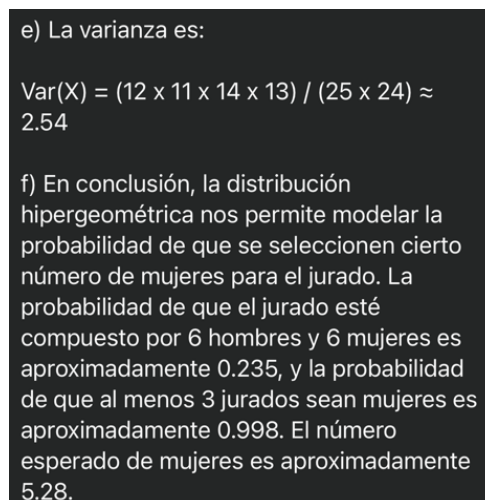 e) La varianza es:
Var(X) = (12 x 11 x 14 x 13) / (25 x 24) ≈
2.54
f) En conclusión, la distribución
hipergeométrica nos permite modelar la
probabilidad de que se seleccionen cierto
número de mujeres para el jurado. La
probabilidad de que el jurado esté
compuesto por 6 hombres y 6 mujeres es
aproximadamente 0.235, y la probabilidad
de que al menos 3 jurados sean mujeres es
aproximadamente 0.998. El número
esperado de mujeres es aproximadamente
5.28.